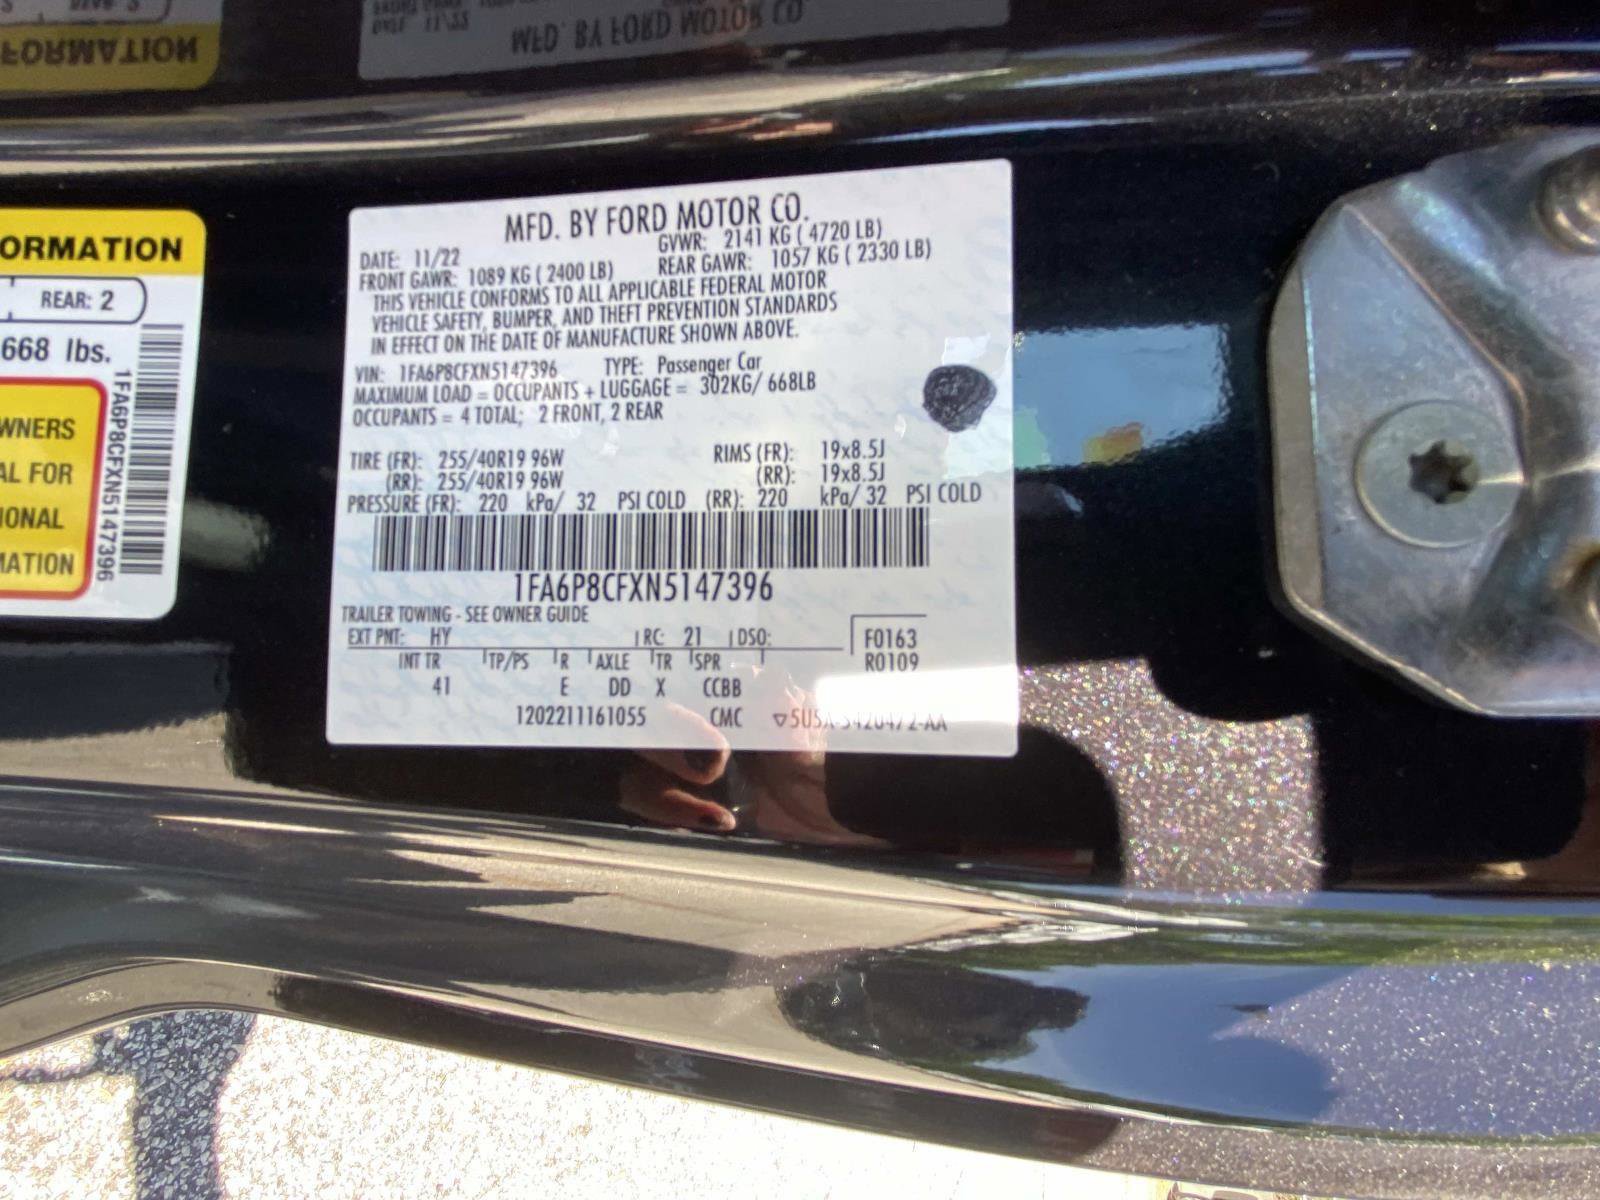 MFD. BY FORD MOTOR CO.
DATE: 11/22 GVWR: 2141 KG ( 4720 LB)
FRONT GAWR: 1089 KG ( 2400 LB) REAR GAWR: 1057 KG ( 2330 LB)
THIS VEHICLE CONFORMS TO ALL APPLICABLE FEDERAL MOTOR
VEHICLE SAFETY, BUMPER, AND THEFT PREVENTION STANDARDS
IN EFFECT ON THE DATE OF MANUFACTURE SHOWN ABOVE.
VIN: 1FA6P8CFXN5147396 TYPE: Passenger Car
MAXIMUM LOAD = OCCUPANTS + LUGGAGE = 302KG/ 668LB
OCCUPANTS = 4 TOTAL; 2 FRONT, 2 REAR
TIRE (FR): 255/40R19 96W RIMS (FR): 19x8.5J
(RR): 255/40R19 96W (RR): 19x8.5J
PRESSURE (FR): 220 kPa/ 32 PSI COLD (RR): 220 kPa/ 32 PSI COLD
1FA6P8CFXN5147396
TRAILER TOWING - SEE OWNER GUIDE
EXT PNT: HY RC: 21 DSO: F0163
INT TR TP/PS R AXLE TR SPR R0109
41 E DD X CCBB
1202211161055 CMC
ORMATION
REAR: 2
668 lbs.
WNERS
AL FOR
IONAL
MATION
1FA6P8CFXN5147396
FORMATION
MFD. BY FORD MOTOR CO.
DATE: 11/22